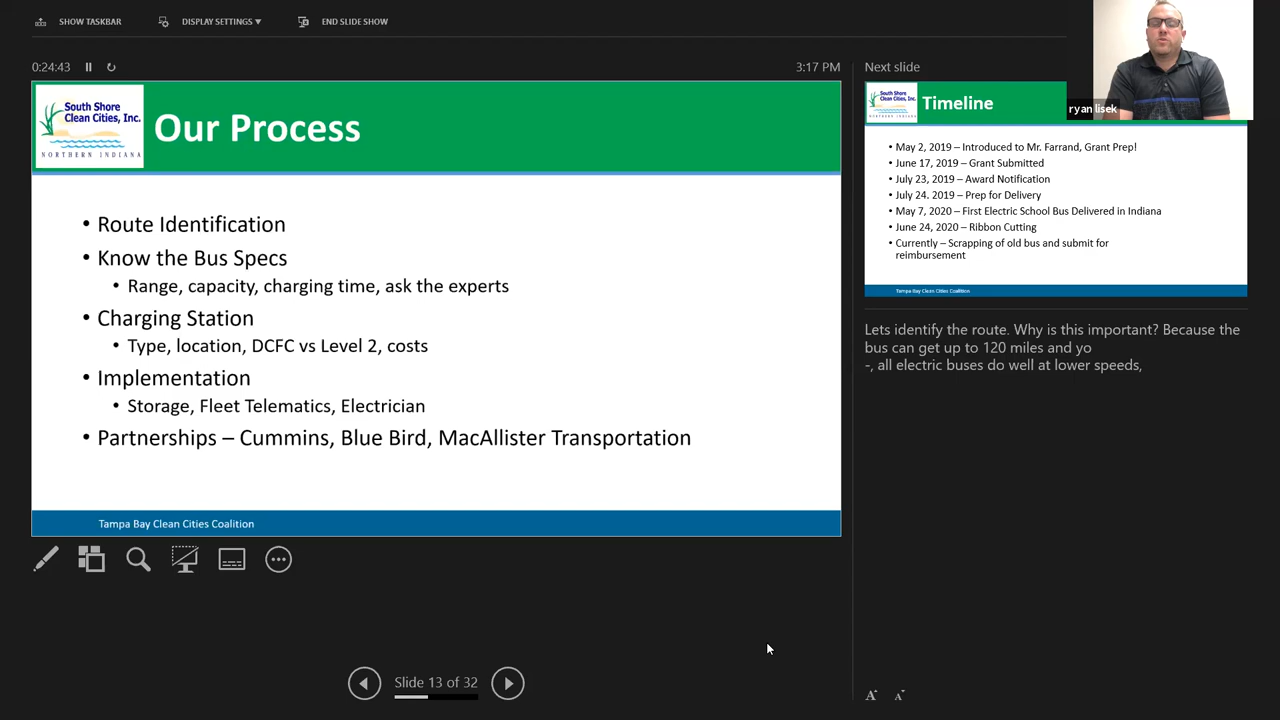 SHOW TASKBAR
DISPLAY SETTINGS
END SLIDE SHOW
0:24:43
3:17 PM
South Shore
Clean Cities, Inc.
NORTHERN INDIANA
Our Process
• Route Identification
• Know the Bus Specs
• Range, capacity, charging time, ask the experts
• Charging Station
• Type, location, DCFC vs Level 2, costs
• Implementation
• Storage, Fleet Telematics, Electrician
• Partnerships – Cummins, Blue Bird, MacAllister Transportation
Tampa Bay Clean Cities Coalition
Slide 13 of 32
Next slide
ryan lisek
South Shore
Clean Cities, Inc.
Timeline
• May 2, 2019 – Introduced to Mr. Farrand, Grant Prep!
• June 17, 2019 – Grant Submitted
• July 23, 2019 – Award Notification
• July 24. 2019 – Prep for Delivery
• May 7, 2020 – First Electric School Bus Delivered in Indiana
• June 24, 2020 – Ribbon Cutting
• Currently – Scrapping of old bus and submit for
reimbursement
Tampa Bay Clean Cities Coalition
Lets identify the route. Why is this important? Because the
bus can get up to 120 miles and yo
-, all electric buses do well at lower speeds,
A
A